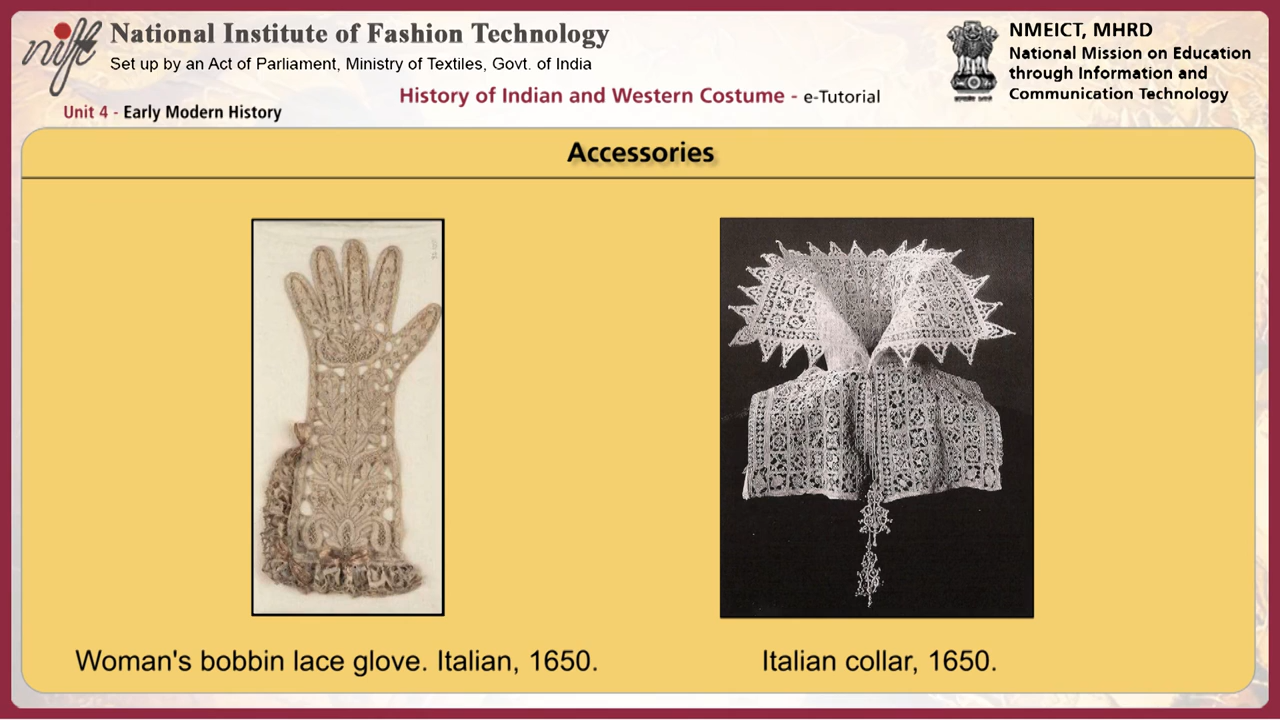 nift
National Institute of Fashion Technology
Set up by an Act of Parliament, Ministry of Textiles, Govt. of India
NMEICT, MHRD
National Mission on Education
through Information and
Communication Technology
History of Indian and Western Costume - e-Tutorial
Unit 4 - Early Modern History
Accessories
Woman's bobbin lace glove. Italian, 1650.
Italian collar, 1650.